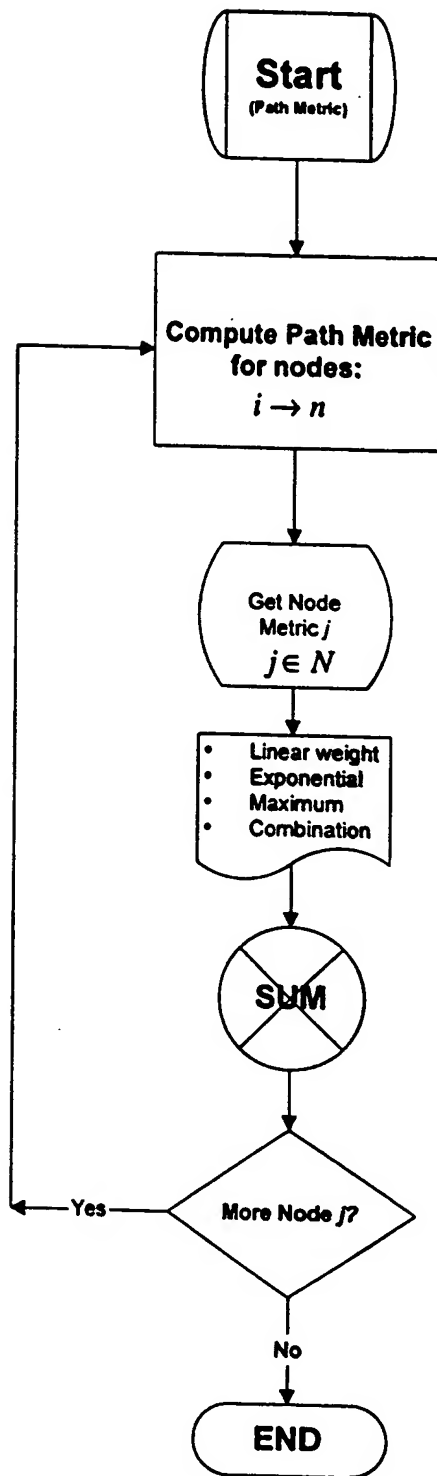 Start
(Path Metric)
Compute Path Metric
for nodes:
i → n
Get Node
Metric j
j ∈ N
• Linear weight
• Exponential
• Maximum
• Combination
SUM
More Node j?
Yes
No
END